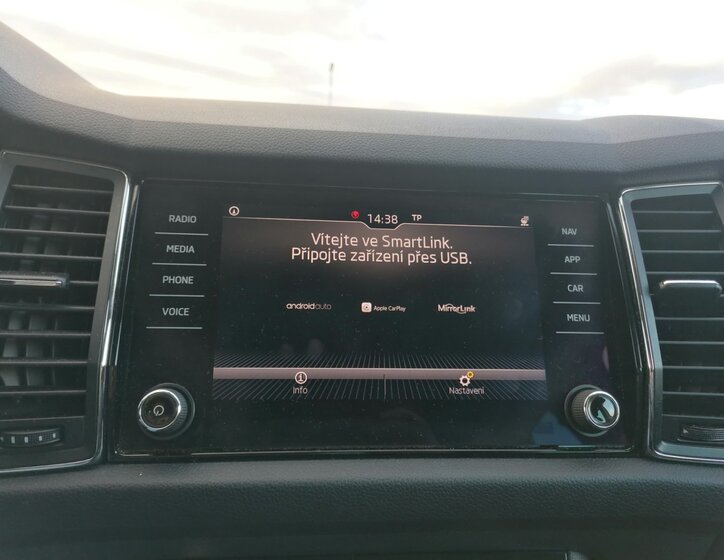 RADIO
MEDIA
PHONE
VOICE
14:38 TP
Vítejte ve SmartLink.
Připojte zařízení přes USB.
androidauto
Apple CarPlay
MirrorLink
Info
Nastavení
NAV
APP
CAR
MENU